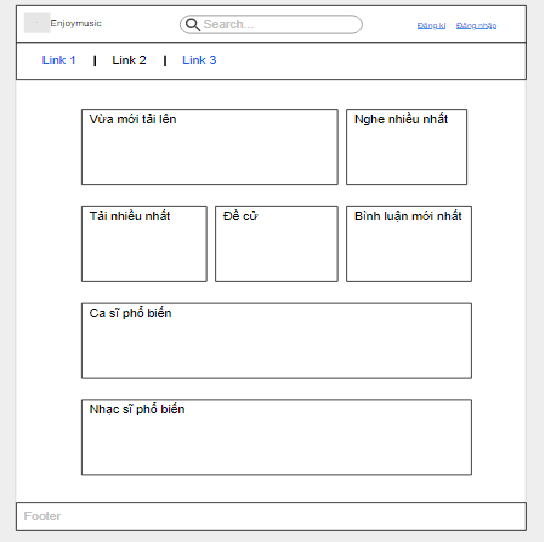 Enjoymusic
Search...
Đăng kí Đăng nhập
Link 1 | Link 2 | Link 3
Vừa mới tải lên
Nghe nhiều nhất
Tải nhiều nhất
Đề cử
Bình luận mới nhất
Ca sĩ phổ biến
Nhạc sĩ phổ biến
Footer